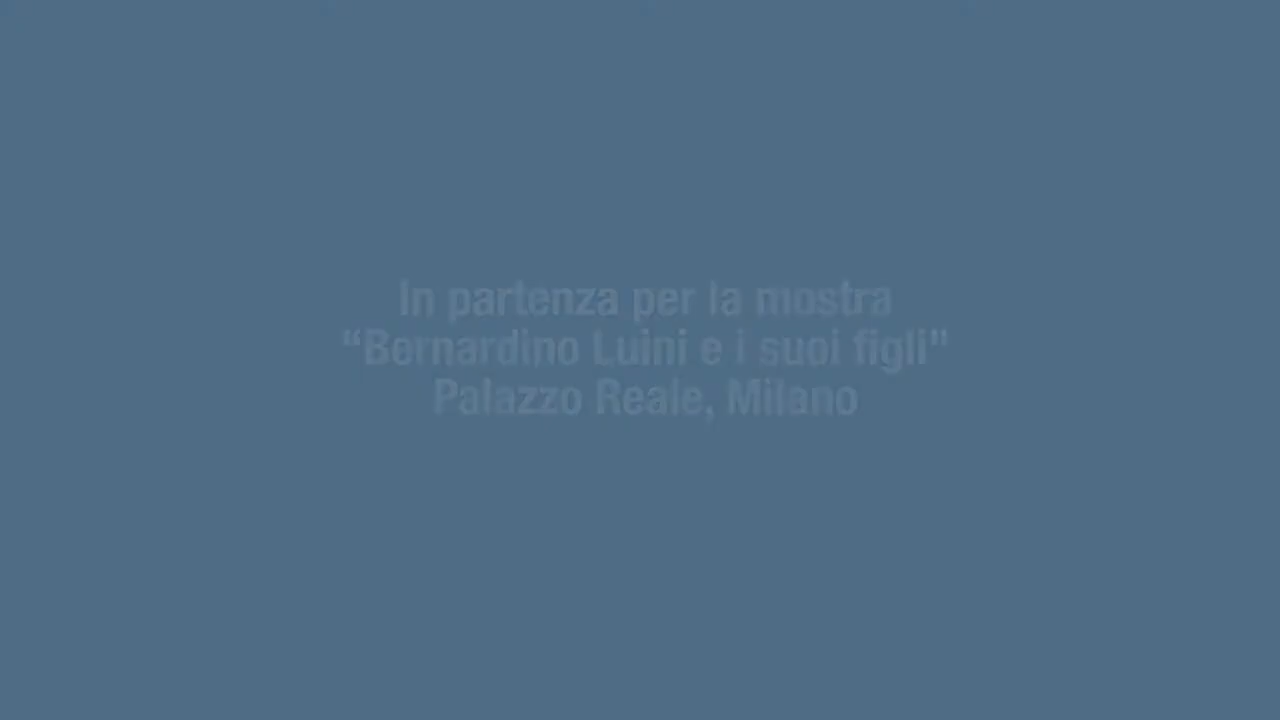 In partenza per la mostra
“Bernardino Luini e i suoi figli"
Palazzo Reale, Milano